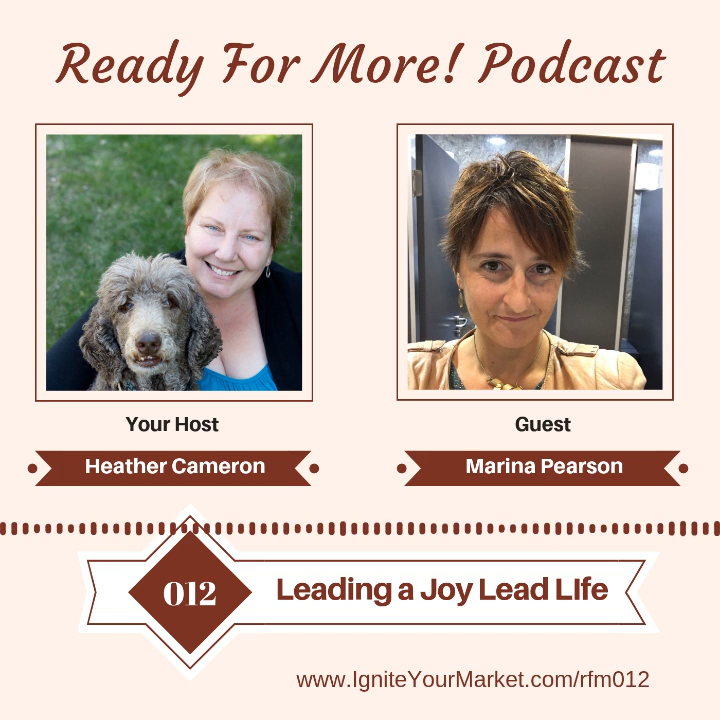 Ready For More! Podcast
Your Host
Heather Cameron
Guest
Marina Pearson
012
Leading a Joy Lead LIfe
www.IgniteYourMarket.com/rfm012